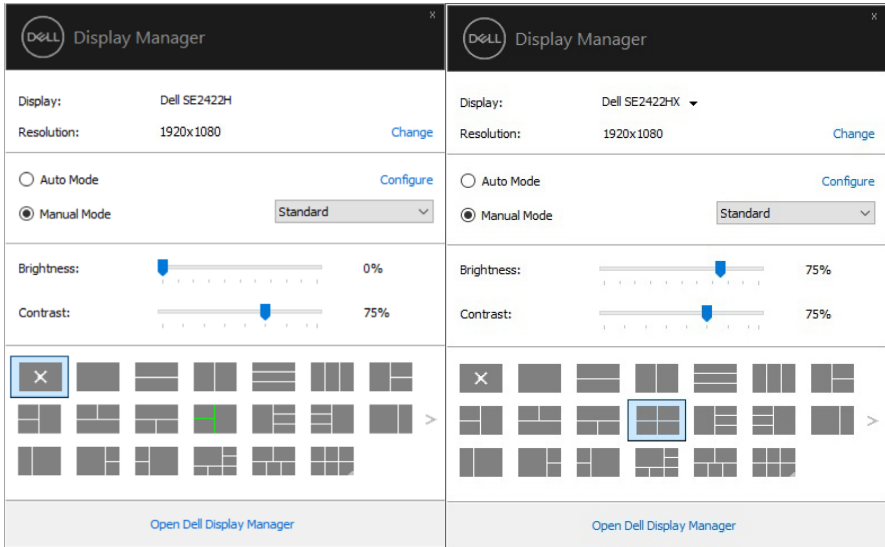 x
DELL Display Manager
Display: Dell SE2422H
Resolution: 1920x1080 Change
Auto Mode Configure
Manual Mode Standard
Brightness: 0%
Contrast: 75%
>
Open Dell Display Manager
x
DELL Display Manager
Display: Dell SE2422HX
Resolution: 1920x1080 Change
Auto Mode Configure
Manual Mode Standard
Brightness: 75%
Contrast: 75%
>
Open Dell Display Manager